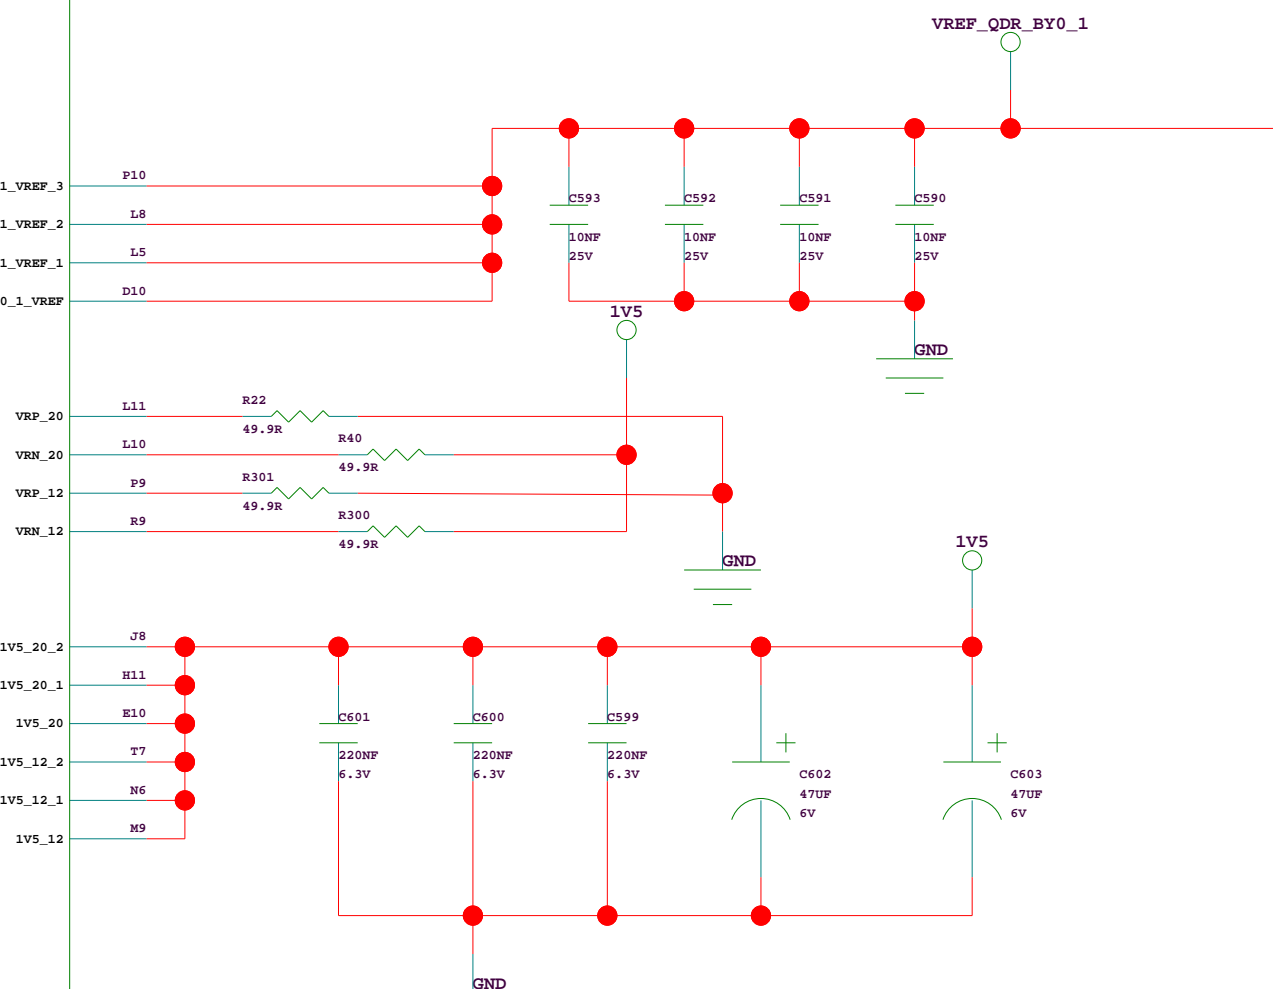 VREF_QDR_BY0_1
1_VREF_3
P10
C593
C592
C591
C590
1_VREF_2
L8
10NF
10NF
10NF
10NF
1_VREF_1
L5
25V
25V
25V
25V
0_1_VREF
D10
1V5
GND
VRP_20
L11
R22
49.9R
VRN_20
L10
R40
49.9R
VRP_12
P9
R301
49.9R
VRN_12
R9
R300
49.9R
1V5
GND
1V5_20_2
J8
1V5_20_1
H11
1V5_20
E10
C601
C600
C599
1V5_12_2
T7
220NF
220NF
220NF
6.3V
6.3V
6.3V
C602
C603
1V5_12_1
N6
47UF
47UF
6V
6V
1V5_12
M9
GND